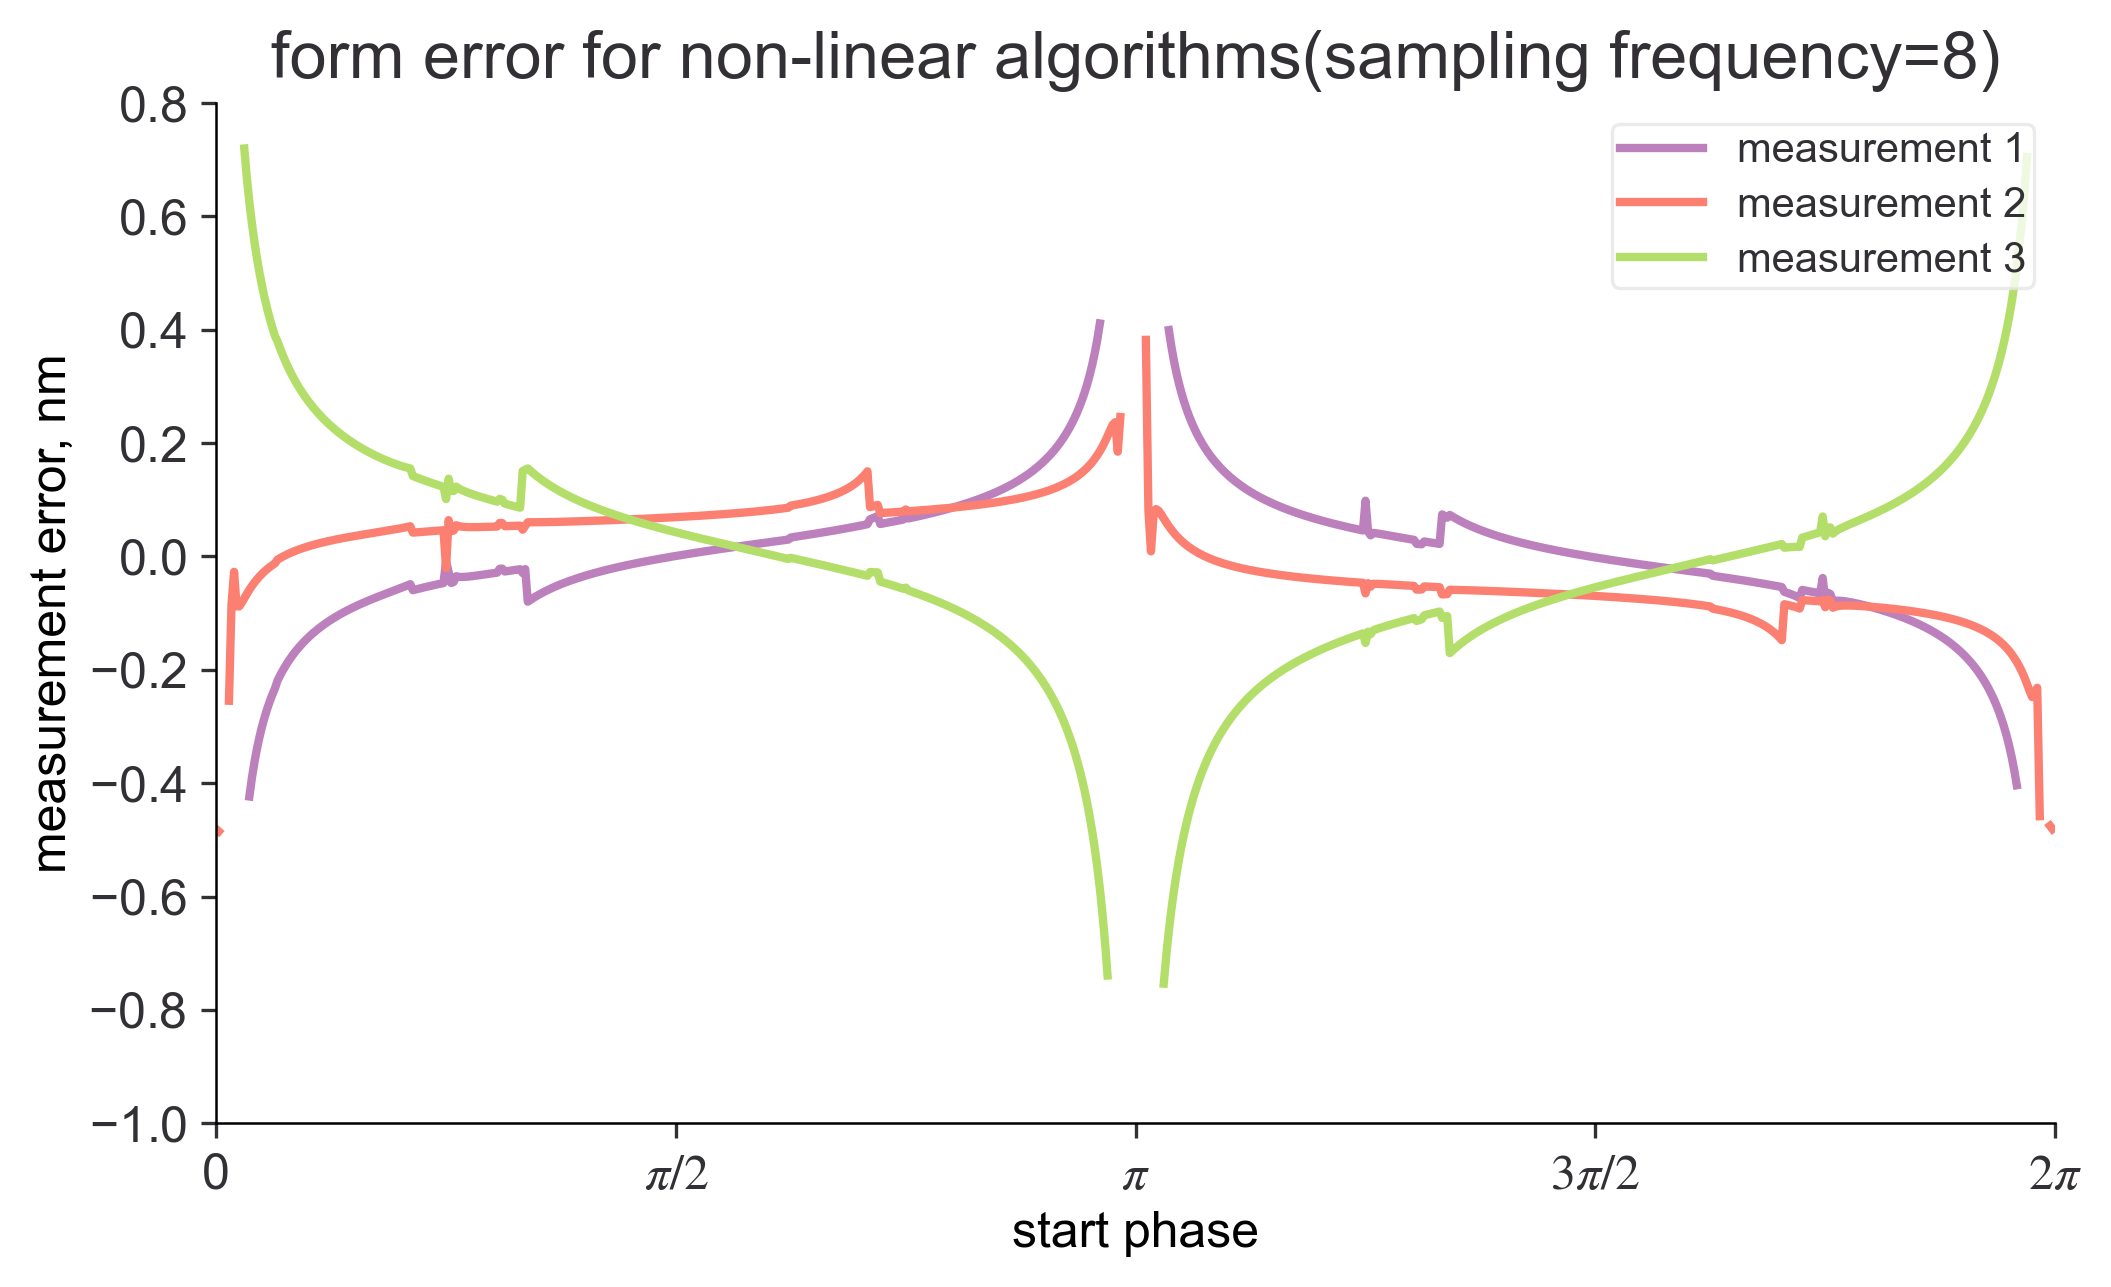 form error for non-linear algorithms(sampling frequency=8)
measurement 1
measurement 2
measurement 3
measurement error, nm
0.8
0.6
0.4
0.2
0.0
−0.2
−0.4
−0.6
−0.8
−1.0
0 π/2 π 3π/2 2π
start phase